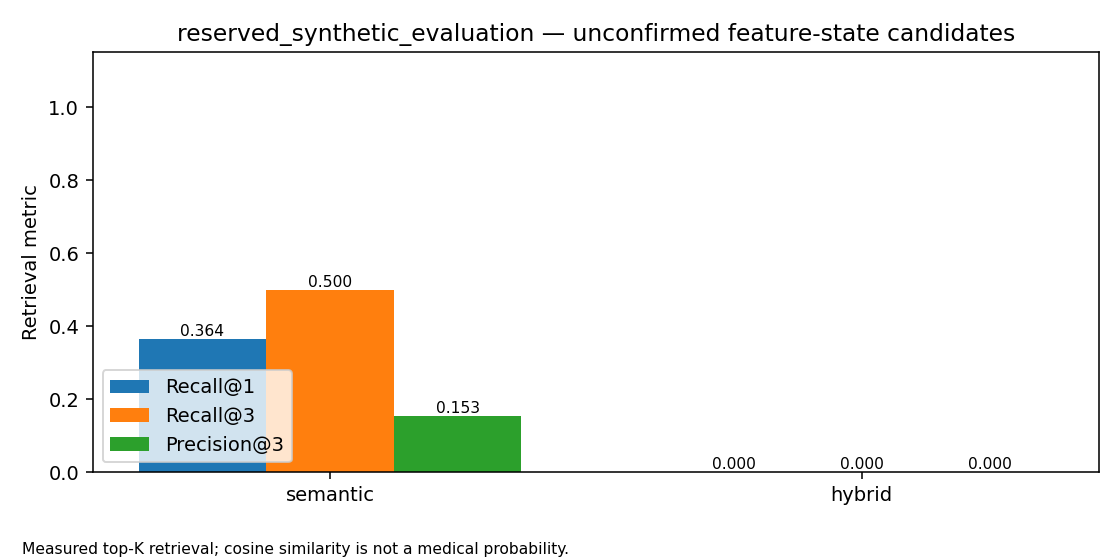 reserved_synthetic_evaluation — unconfirmed feature-state candidates
Retrieval metric
1.0
0.8
0.6
0.4
0.2
0.0
0.364
0.500
0.153
0.000
0.000
0.000
Recall@1
Recall@3
Precision@3
semantic
hybrid
Measured top-K retrieval; cosine similarity is not a medical probability.